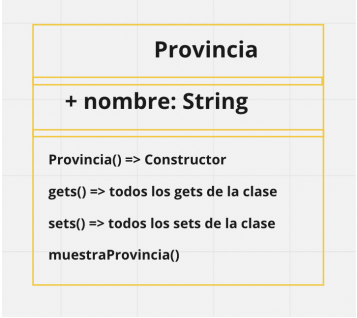 Provincia
+ nombre: String
Provincia() => Constructor
gets() => todos los gets de la clase
sets() => todos los sets de la clase
muestraProvincia()